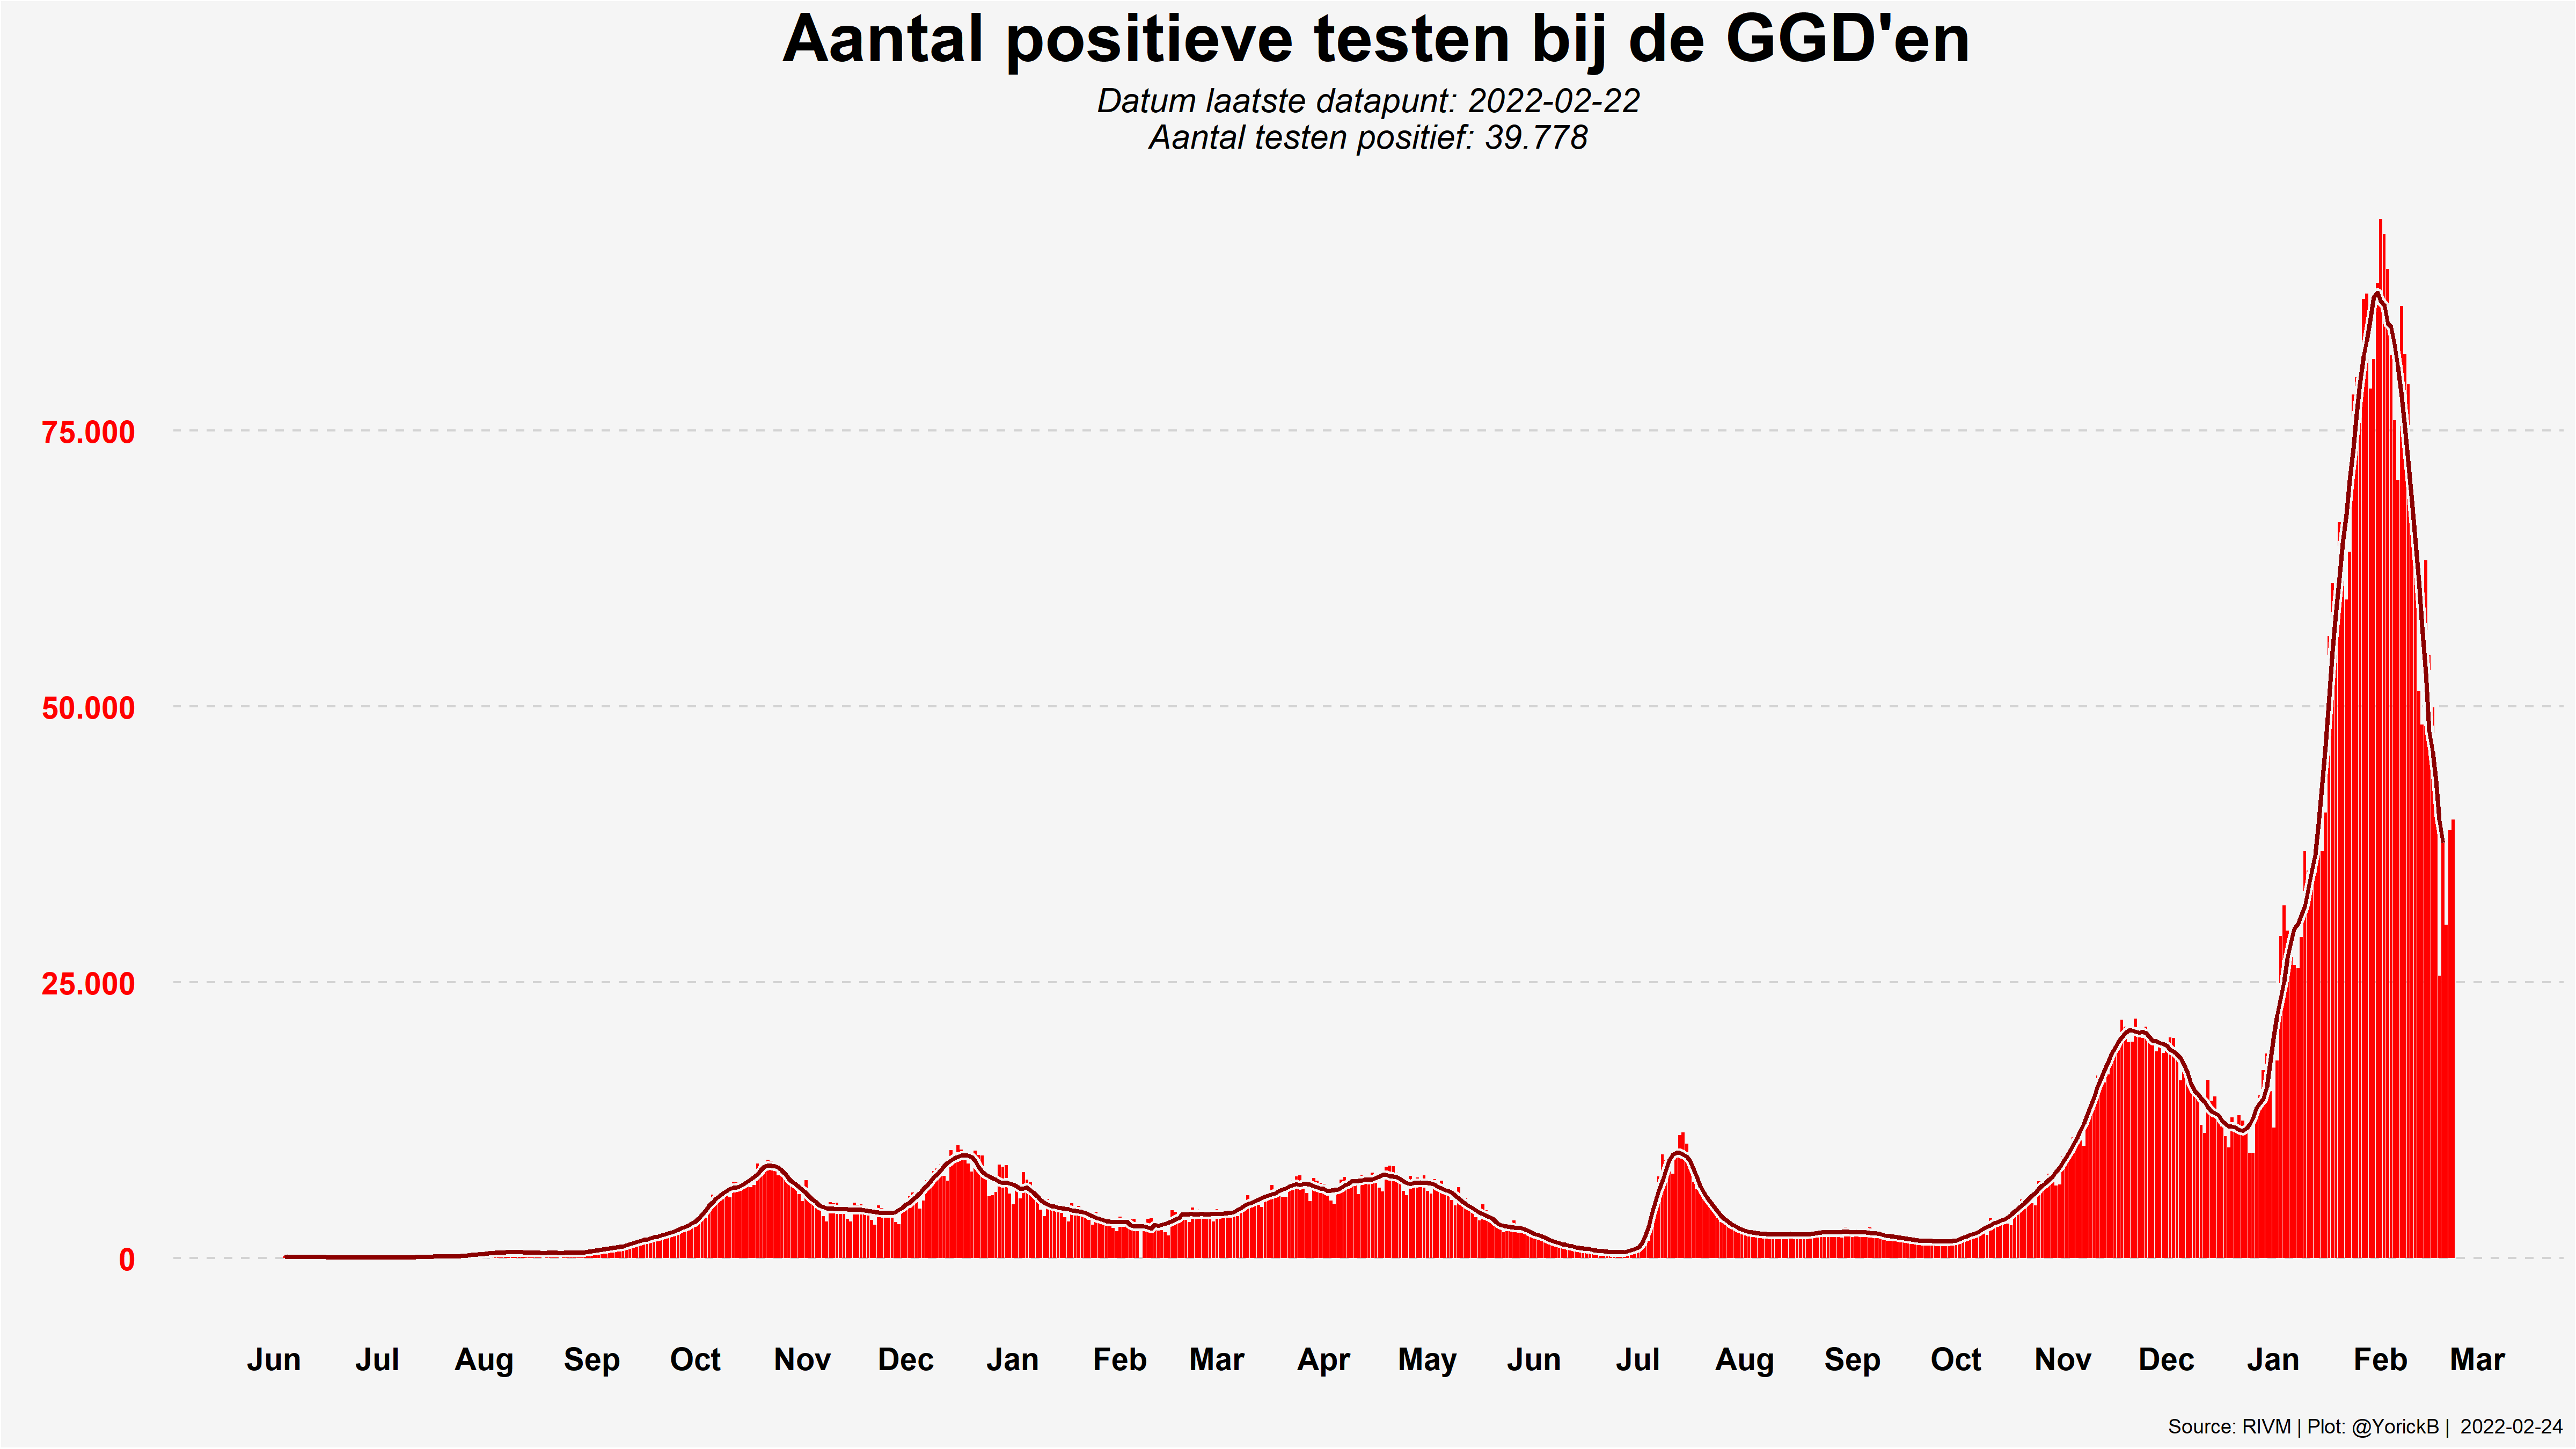 Aantal positieve testen bij de GGD'en
Datum laatste datapunt: 2022-02-22
Aantal testen positief: 39.778
75.000
50.000
25.000
0
Jun Jul Aug Sep Oct Nov Dec Jan Feb Mar Apr May Jun Jul Aug Sep Oct Nov Dec Jan Feb Mar
Source: RIVM | Plot: @YorickB | 2022-02-24